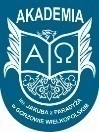 AKADEMIA
A Ω
im. JAKUBA z PARADYŻA
w GORZOWIE WIELKOPOLSKIM